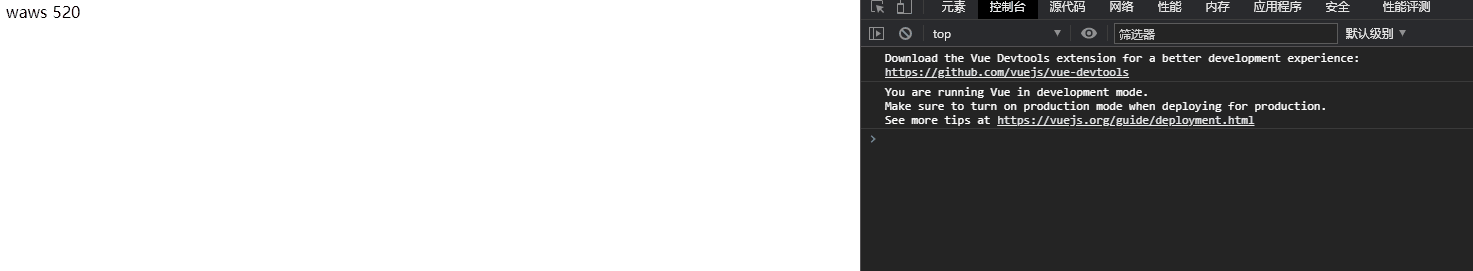 waws 520
元素 控制台 源代码 网络 性能 内存 应用程序 安全 性能评测
top 筛选器 默认级别
Download the Vue Devtools extension for a better development experience:
https://github.com/vuejs/vue-devtools
You are running Vue in development mode.
Make sure to turn on production mode when deploying for production.
See more tips at https://vuejs.org/guide/deployment.html